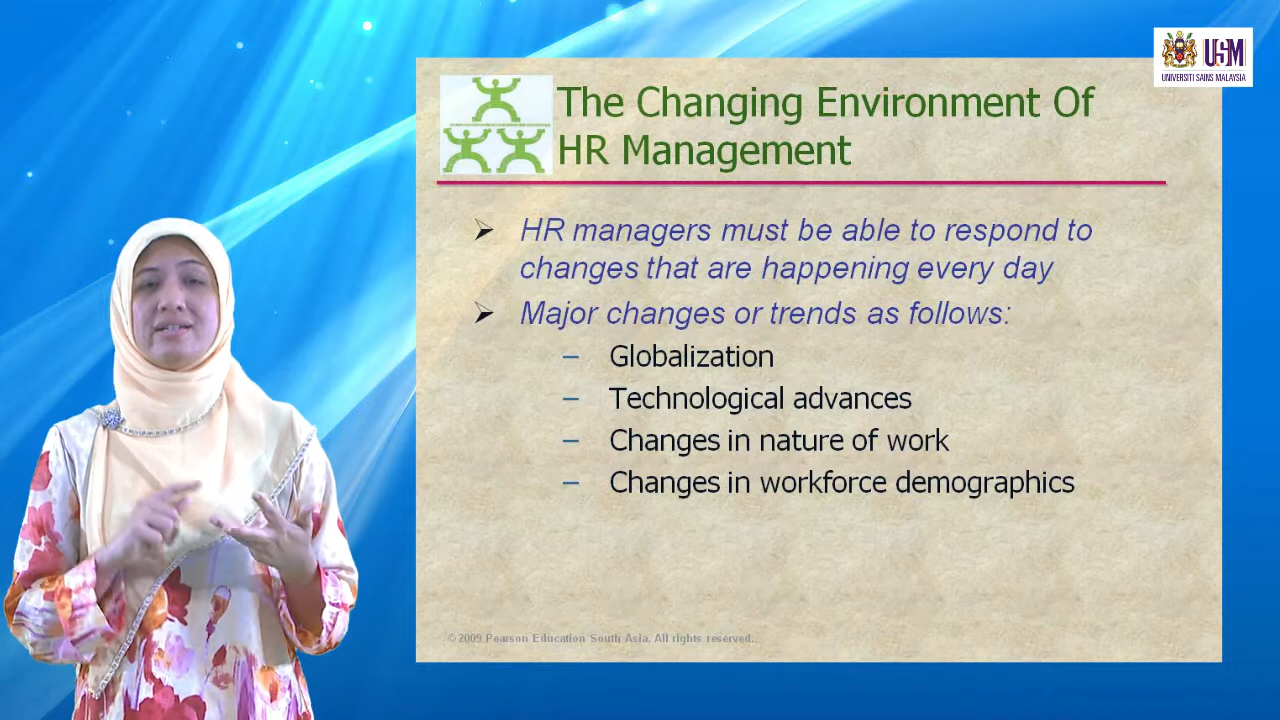 USM
UNIVERSITI SAINS MALAYSIA
The Changing Environment Of
HR Management
➢ HR managers must be able to respond to
changes that are happening every day
➢ Major changes or trends as follows:
– Globalization
– Technological advances
– Changes in nature of work
– Changes in workforce demographics
© 2009 Pearson Education South Asia. All rights reserved.